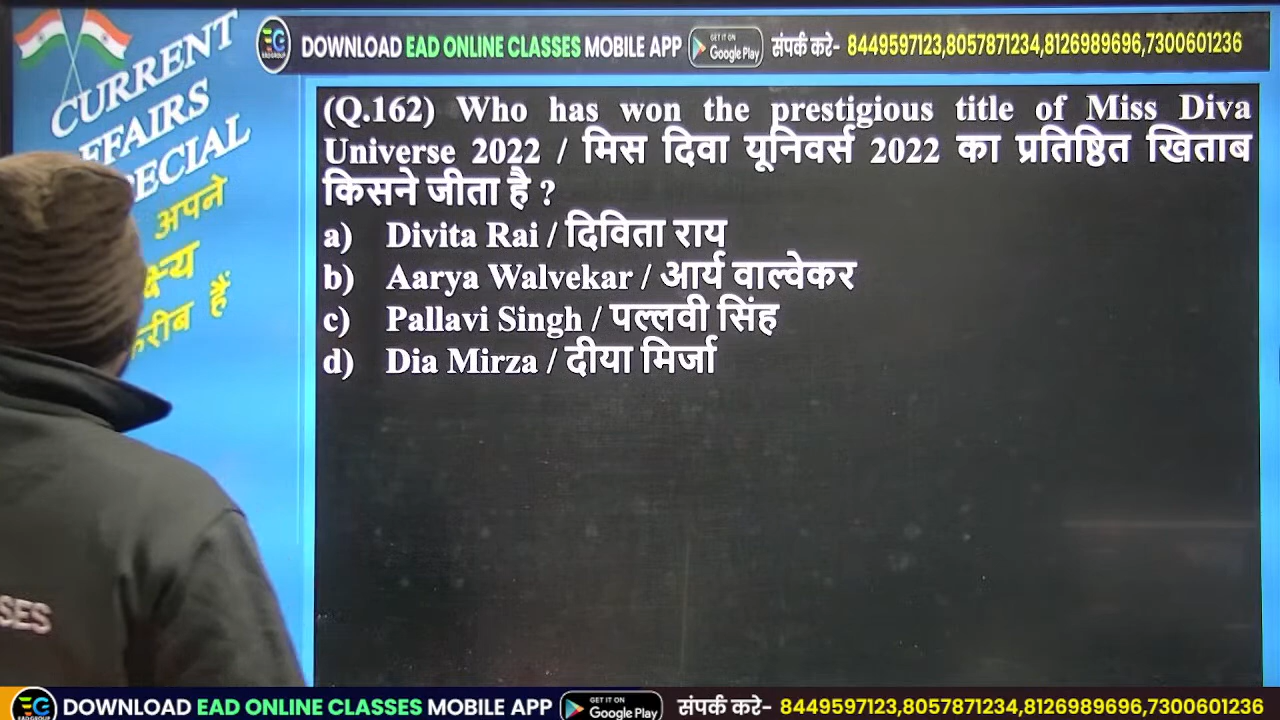 CURRENT
AFFAIRS
SPECIAL
अपने
करीब हैं
DOWNLOAD EAD ONLINE CLASSES MOBILE APP GET IT ON Google Play संपर्क करे- 8449597123,8057871234,8126989696,7300601236
(Q.162) Who has won the prestigious title of Miss Diva
Universe 2022 / मिस दिवा यूनिवर्स 2022 का प्रतिष्ठित खिताब
किसने जीता है ?
a) Divita Rai / दिविता राय
b) Aarya Walvekar / आर्य वाल्वेकर
c) Pallavi Singh / पल्लवी सिंह
d) Dia Mirza / दीया मिर्जा
SES
DOWNLOAD EAD ONLINE CLASSES MOBILE APP GET IT ON Google Play संपर्क करे- 8449597123,8057871234,8126989696,7300601236